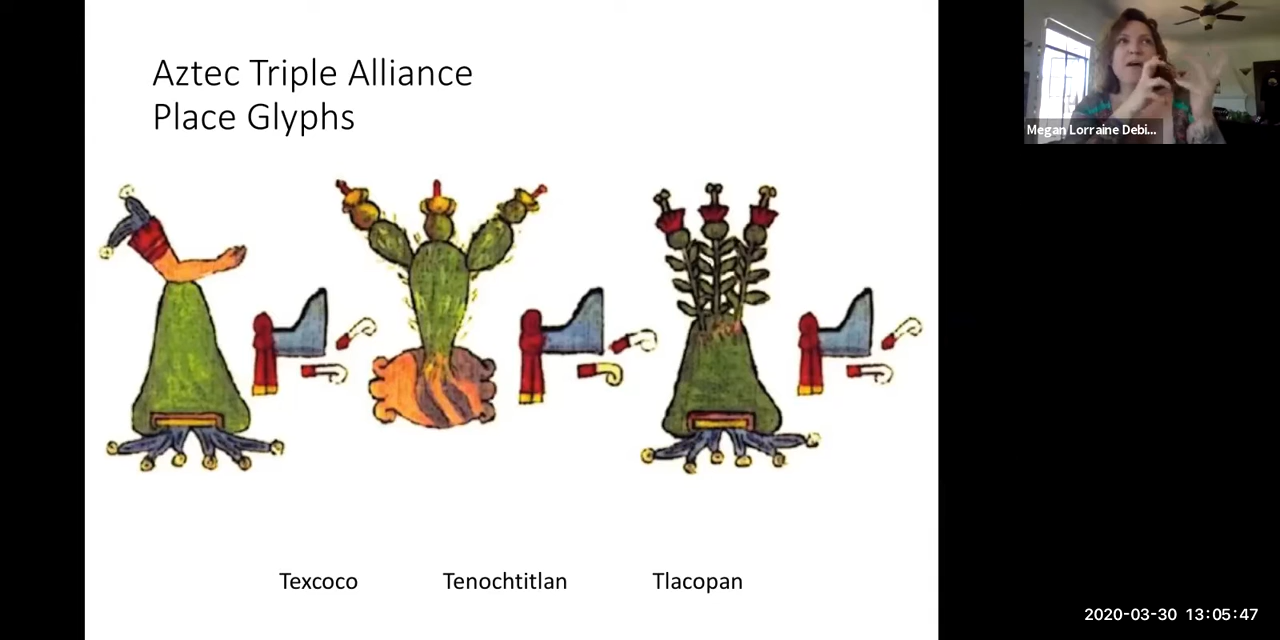 Aztec Triple Alliance
Place Glyphs
Megan Lorraine Debi...
Texcoco
Tenochtitlan
Tlacopan
2020-03-30 13:05:47